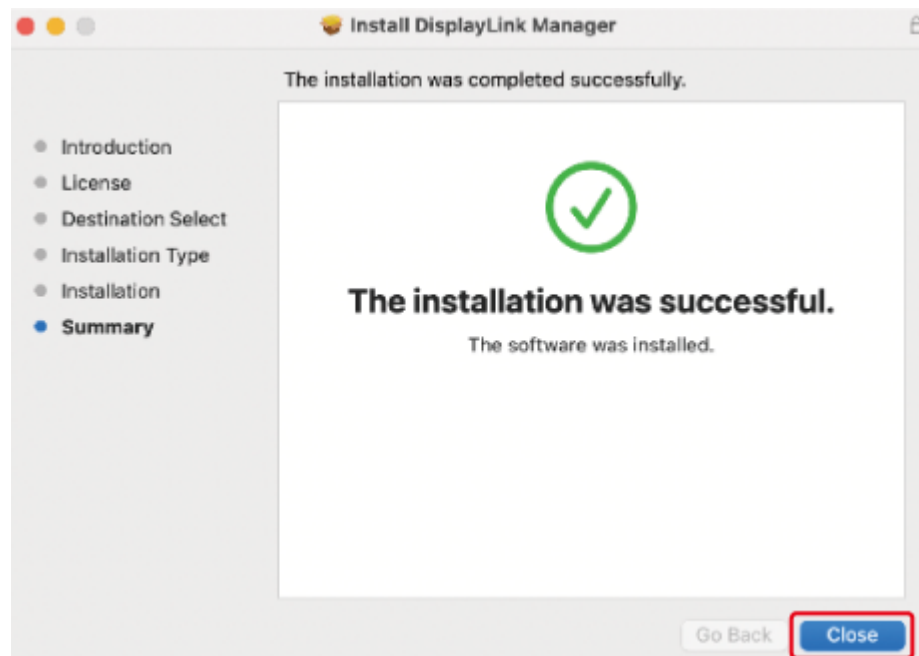 Install DisplayLink Manager
The installation was completed successfully.
Introduction
License
Destination Select
Installation Type
Installation
Summary
The installation was successful.
The software was installed.
Go Back
Close